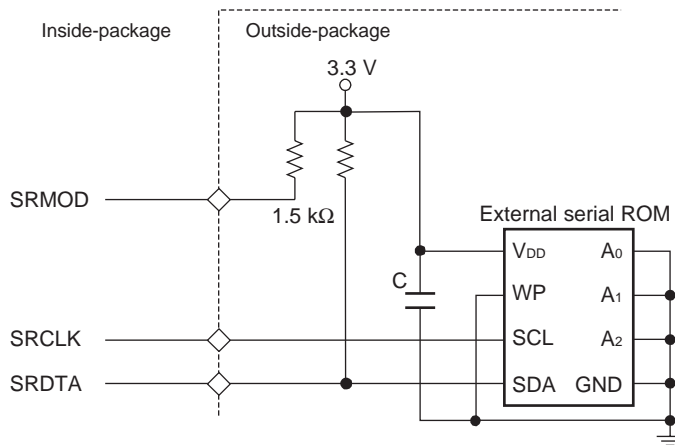 Inside-package
Outside-package
3.3 V
SRMOD
1.5 kΩ
External serial ROM
VDD A0
C
WP A1
SRCLK
SCL A2
SRDTA
SDA GND